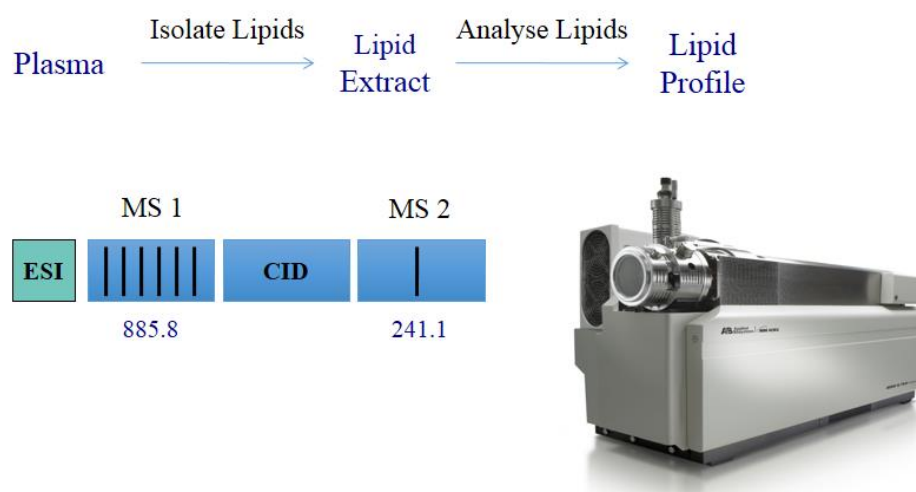 Isolate Lipids
Analyse Lipids
Plasma
Lipid
Extract
Lipid
Profile
MS 1
MS 2
ESI
CID
885.8
241.1